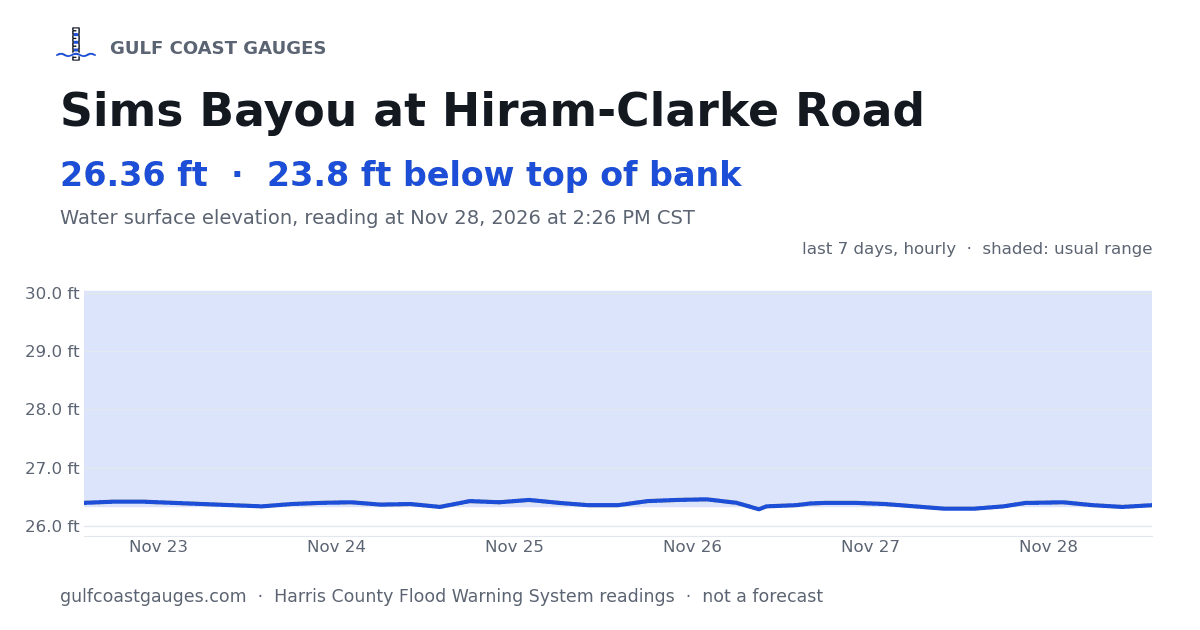 GULF COAST GAUGES
Sims Bayou at Hiram-Clarke Road
26.36 ft · 23.8 ft below top of bank
Water surface elevation, reading at Nov 28, 2026 at 2:26 PM CST
last 7 days, hourly · shaded: usual range
30.0 ft
29.0 ft
28.0 ft
27.0 ft
26.0 ft
Nov 23 Nov 24 Nov 25 Nov 26 Nov 27 Nov 28
gulfcoastgauges.com · Harris County Flood Warning System readings · not a forecast